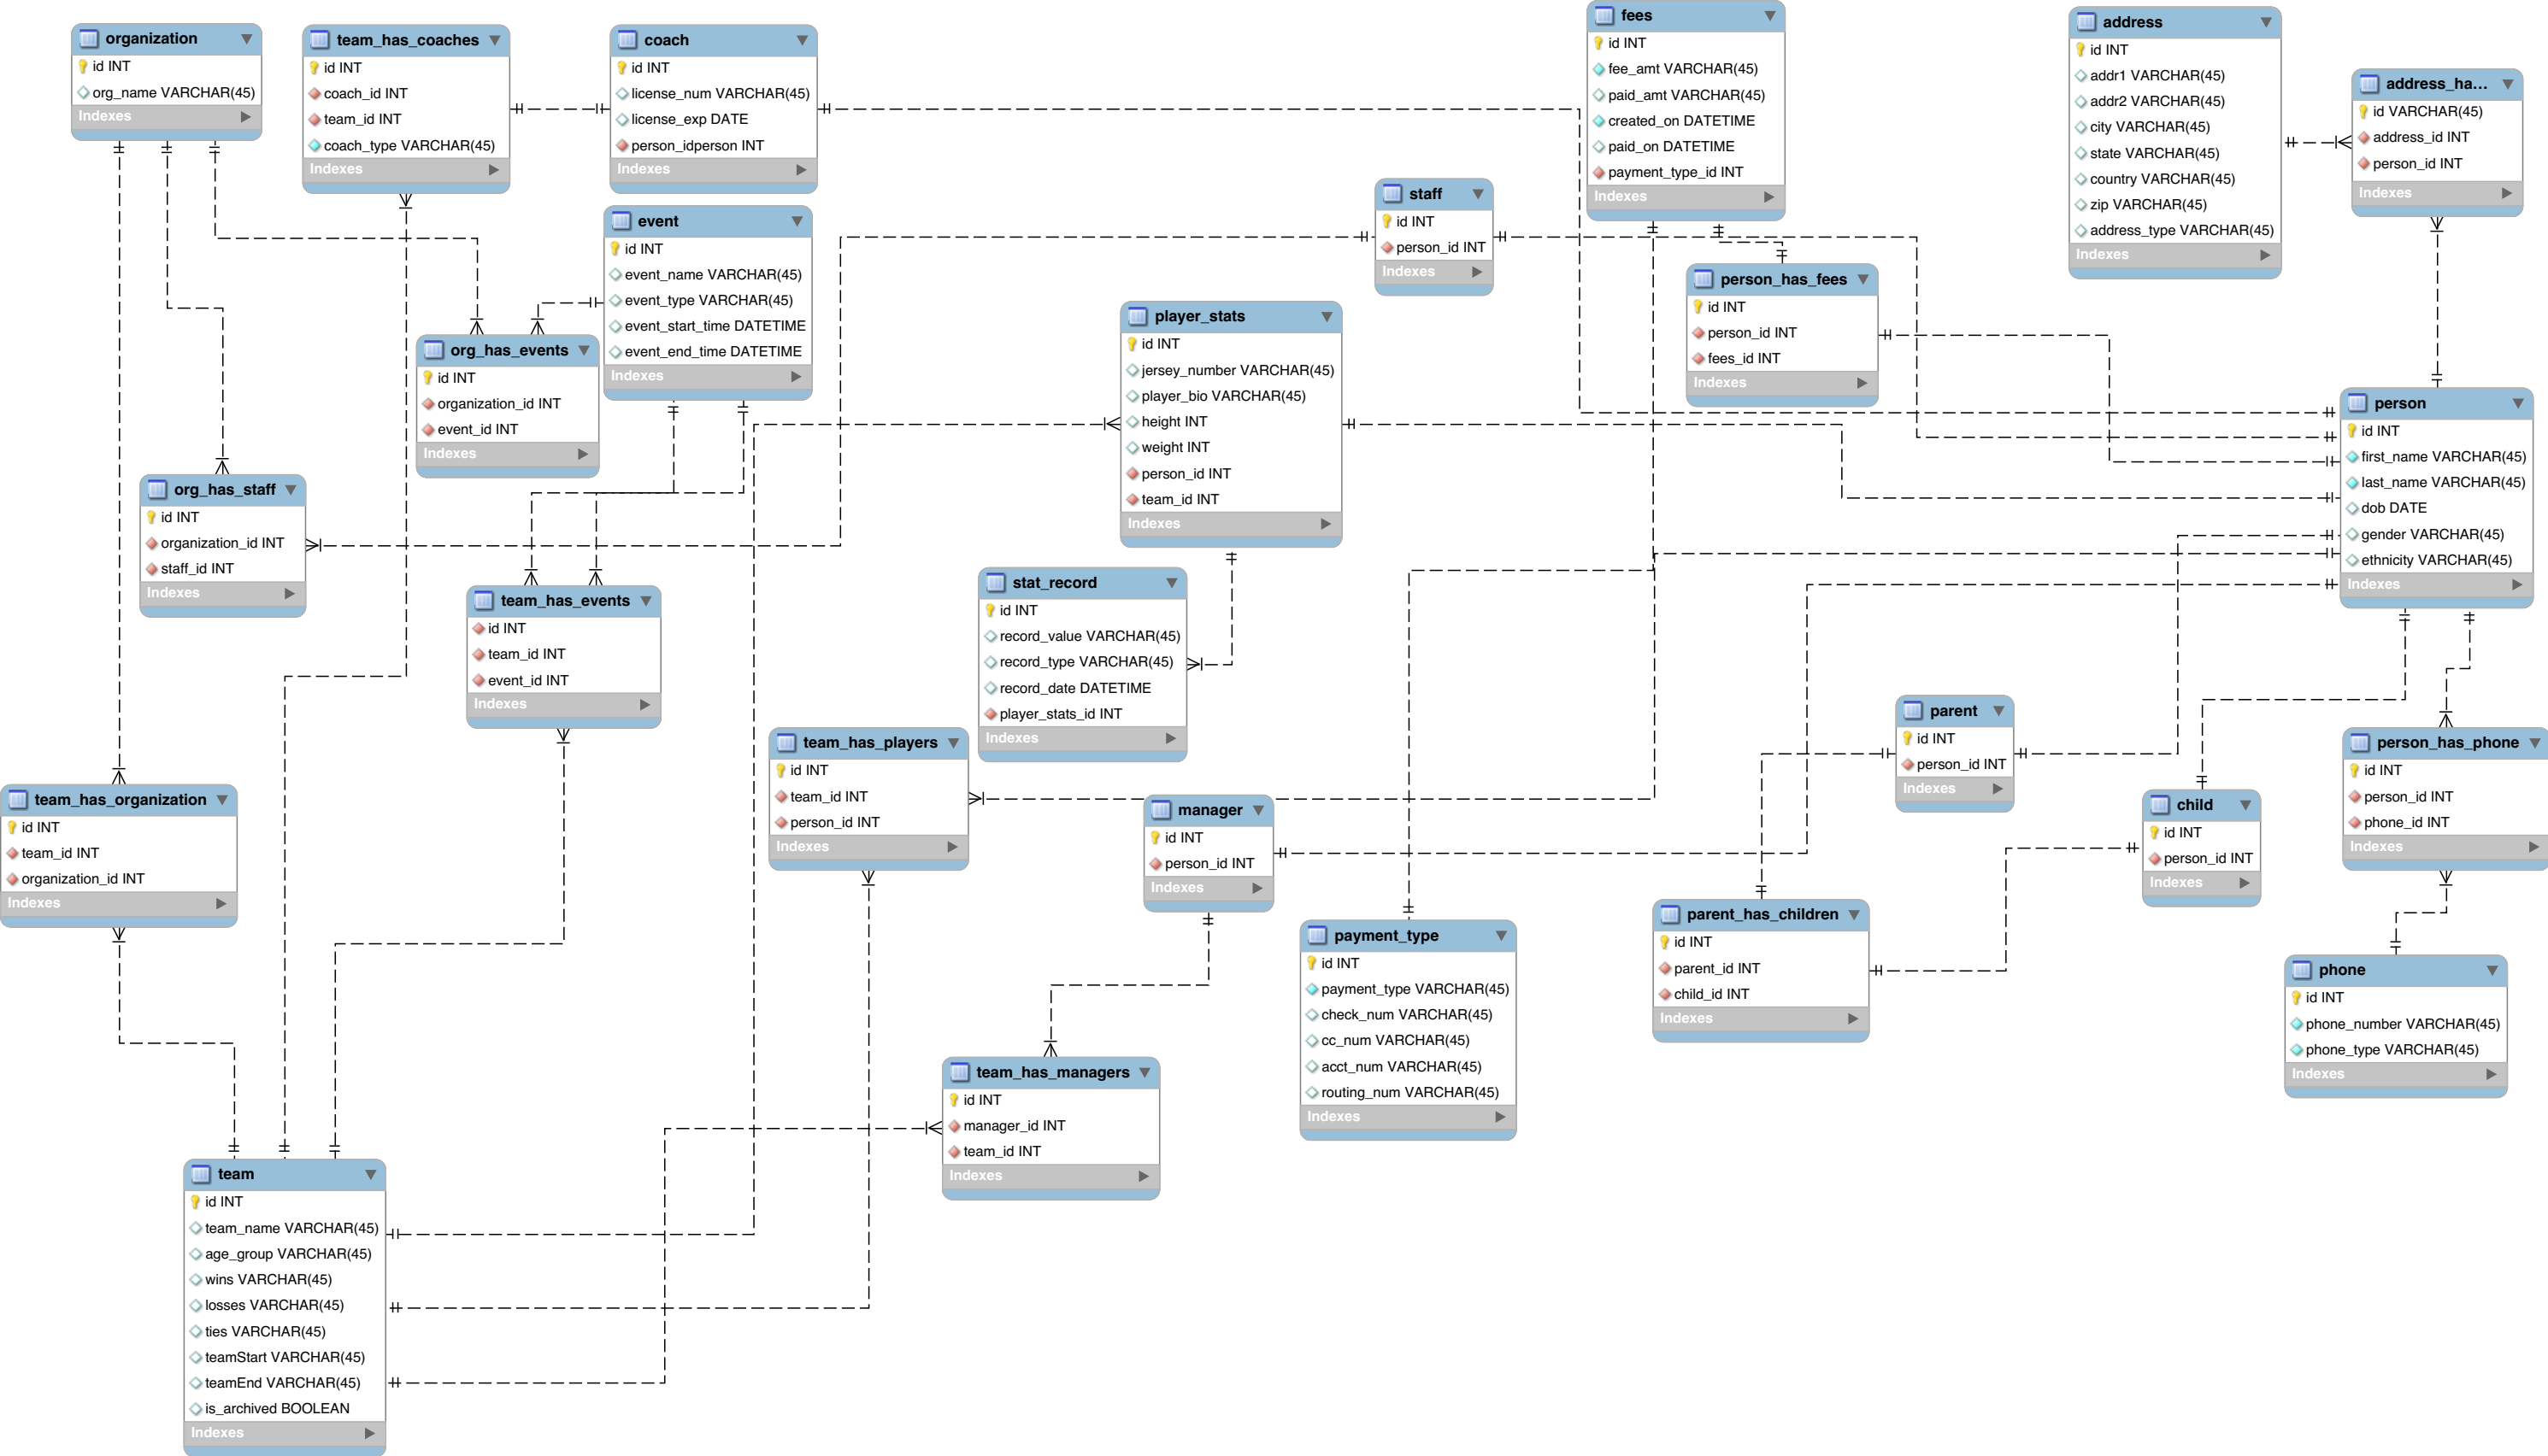 organization
id INT
org_name VARCHAR(45)
Indexes
team_has_coaches
id INT
coach_id INT
team_id INT
coach_type VARCHAR(45)
Indexes
coach
id INT
license_num VARCHAR(45)
license_exp DATE
person_idperson INT
Indexes
fees
id INT
fee_amt VARCHAR(45)
paid_amt VARCHAR(45)
created_on DATETIME
paid_on DATETIME
payment_type_id INT
Indexes
address
id INT
addr1 VARCHAR(45)
addr2 VARCHAR(45)
city VARCHAR(45)
state VARCHAR(45)
country VARCHAR(45)
zip VARCHAR(45)
address_type VARCHAR(45)
Indexes
address_ha...
id VARCHAR(45)
address_id INT
person_id INT
Indexes
event
id INT
event_name VARCHAR(45)
event_type VARCHAR(45)
event_start_time DATETIME
event_end_time DATETIME
Indexes
staff
id INT
person_id INT
Indexes
person_has_fees
id INT
person_id INT
fees_id INT
Indexes
org_has_events
id INT
organization_id INT
event_id INT
Indexes
player_stats
id INT
jersey_number VARCHAR(45)
player_bio VARCHAR(45)
height INT
weight INT
person_id INT
team_id INT
Indexes
person
id INT
first_name VARCHAR(45)
last_name VARCHAR(45)
dob DATE
gender VARCHAR(45)
ethnicity VARCHAR(45)
Indexes
org_has_staff
id INT
organization_id INT
staff_id INT
Indexes
team_has_events
id INT
team_id INT
event_id INT
Indexes
stat_record
id INT
record_value VARCHAR(45)
record_type VARCHAR(45)
record_date DATETIME
player_stats_id INT
Indexes
team_has_players
id INT
team_id INT
person_id INT
Indexes
parent
id INT
person_id INT
Indexes
person_has_phone
id INT
person_id INT
phone_id INT
Indexes
team_has_organization
id INT
team_id INT
organization_id INT
Indexes
manager
id INT
person_id INT
Indexes
child
id INT
person_id INT
Indexes
parent_has_children
id INT
parent_id INT
child_id INT
Indexes
payment_type
id INT
payment_type VARCHAR(45)
check_num VARCHAR(45)
cc_num VARCHAR(45)
acct_num VARCHAR(45)
routing_num VARCHAR(45)
Indexes
phone
id INT
phone_number VARCHAR(45)
phone_type VARCHAR(45)
Indexes
team_has_managers
id INT
manager_id INT
team_id INT
Indexes
team
id INT
team_name VARCHAR(45)
age_group VARCHAR(45)
wins VARCHAR(45)
losses VARCHAR(45)
ties VARCHAR(45)
teamStart VARCHAR(45)
teamEnd VARCHAR(45)
is_archived BOOLEAN
Indexes